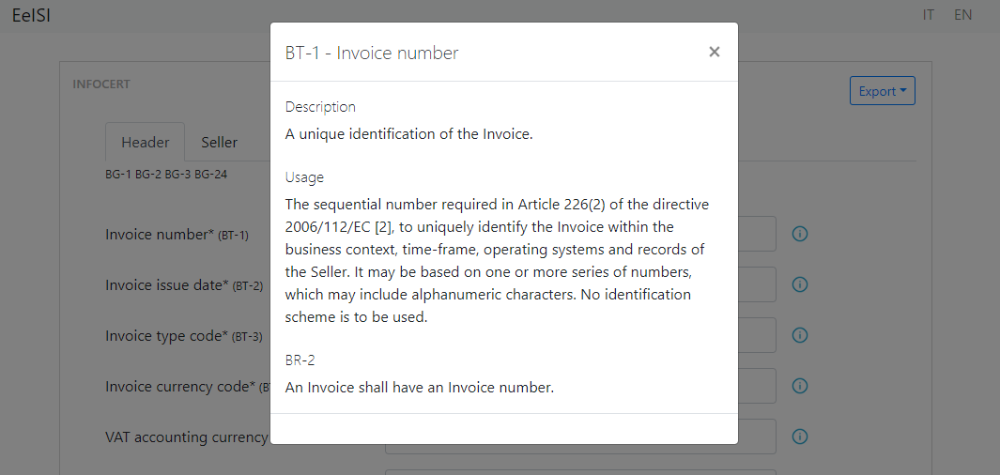 EeISI
IT EN
BT-1 - Invoice number ×
INFOCERT
Export
Description
A unique identification of the Invoice.
Header Seller
BG-1 BG-2 BG-3 BG-24
Usage
The sequential number required in Article 226(2) of the directive
2006/112/EC [2], to uniquely identify the Invoice within the
business context, time-frame, operating systems and records of
the Seller. It may be based on one or more series of numbers,
which may include alphanumeric characters. No identification
scheme is to be used.
BR-2
An Invoice shall have an Invoice number.
Invoice number* (BT-1)
Invoice issue date* (BT-2)
Invoice type code* (BT-3)
Invoice currency code* (BT
VAT accounting currency